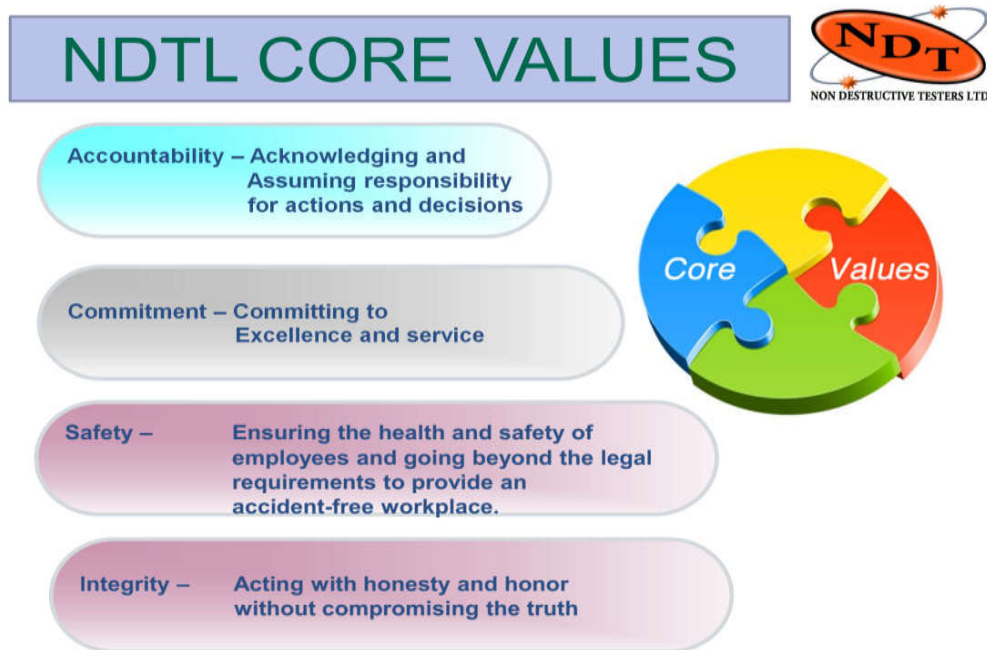 NDTL CORE VALUES
NDT
NON DESTRUCTIVE TESTERS LTD
Accountability – Acknowledging and
Assuming responsibility
for actions and decisions
Core Values
Commitment – Committing to
Excellence and service
Safety – Ensuring the health and safety of
employees and going beyond the legal
requirements to provide an
accident-free workplace.
Integrity – Acting with honesty and honor
without compromising the truth